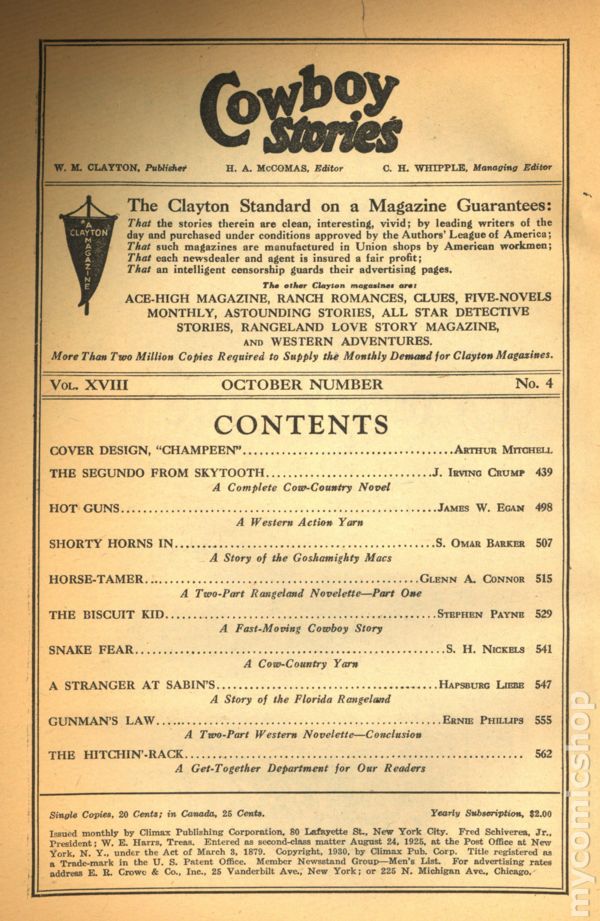 Cowboy
Stories
W. M. CLAYTON, Publisher H. A. McCOMAS, Editor C. H. WHIPPLE, Managing Editor
A
CLAYTON
MAGAZINE
The Clayton Standard on a Magazine Guarantees:
That the stories therein are clean, interesting, vivid; by leading writers of the
day and purchased under conditions approved by the Authors' League of America;
That such magazines are manufactured in Union shops by American workmen;
That each newsdealer and agent is insured a fair profit;
That an intelligent censorship guards their advertising pages.
The other Clayton magazines are:
ACE-HIGH MAGAZINE, RANCH ROMANCES, CLUES, FIVE-NOVELS
MONTHLY, ASTOUNDING STORIES, ALL STAR DETECTIVE
STORIES, RANGELAND LOVE STORY MAGAZINE,
AND WESTERN ADVENTURES.
More Than Two Million Copies Required to Supply the Monthly Demand for Clayton Magazines.
VOL. XVIII OCTOBER NUMBER No. 4
CONTENTS
COVER DESIGN, "CHAMPEEN"....................................ARTHUR MITCHELL
THE SEGUNDO FROM SKYTOOTH.........................J. IRVING CRUMP 439
A Complete Cow-Country Novel
HOT GUNS................................................JAMES W. EGAN 498
A Western Action Yarn
SHORTY HORNS IN.......................................S. OMAR BARKER 507
A Story of the Goshamighty Macs
HORSE-TAMER.........................................GLENN A. CONNOR 515
A Two-Part Rangeland Novelette—Part One
THE BISCUIT KID.........................................STEPHEN PAYNE 529
A Fast-Moving Cowboy Story
SNAKE FEAR...............................................S. H. NICKELS 541
A Cow-Country Yarn
A STRANGER AT SABIN'S.................................HAPSBURG LIEBE 547
A Story of the Florida Rangeland
GUNMAN'S LAW...........................................ERNIE PHILLIPS 555
A Two-Part Western Novelette—Conclusion
THE HITCHIN'-RACK.................................................... 562
A Get-Together Department for Our Readers
Single Copies, 20 Cents; in Canada, 25 Cents. Yearly Subscription, $2.00
Issued monthly by Climax Publishing Corporation, 80 Lafayette St., New York City. Fred Schiverea, Jr.,
President; W. E. Harrs, Treas. Entered as second-class matter August 24, 1925, at the Post Office at New
York, N. Y., under the Act of March 3, 1879. Copyright, 1930, by Climax Pub. Corp. Title registered as
a Trade-mark in the U. S. Patent Office. Member Newsstand Group—Men's List. For advertising rates
address E. R. Crowe & Co., Inc., 25 Vanderbilt Ave., New York; or 225 N. Michigan Ave., Chicago.
mycomicshop